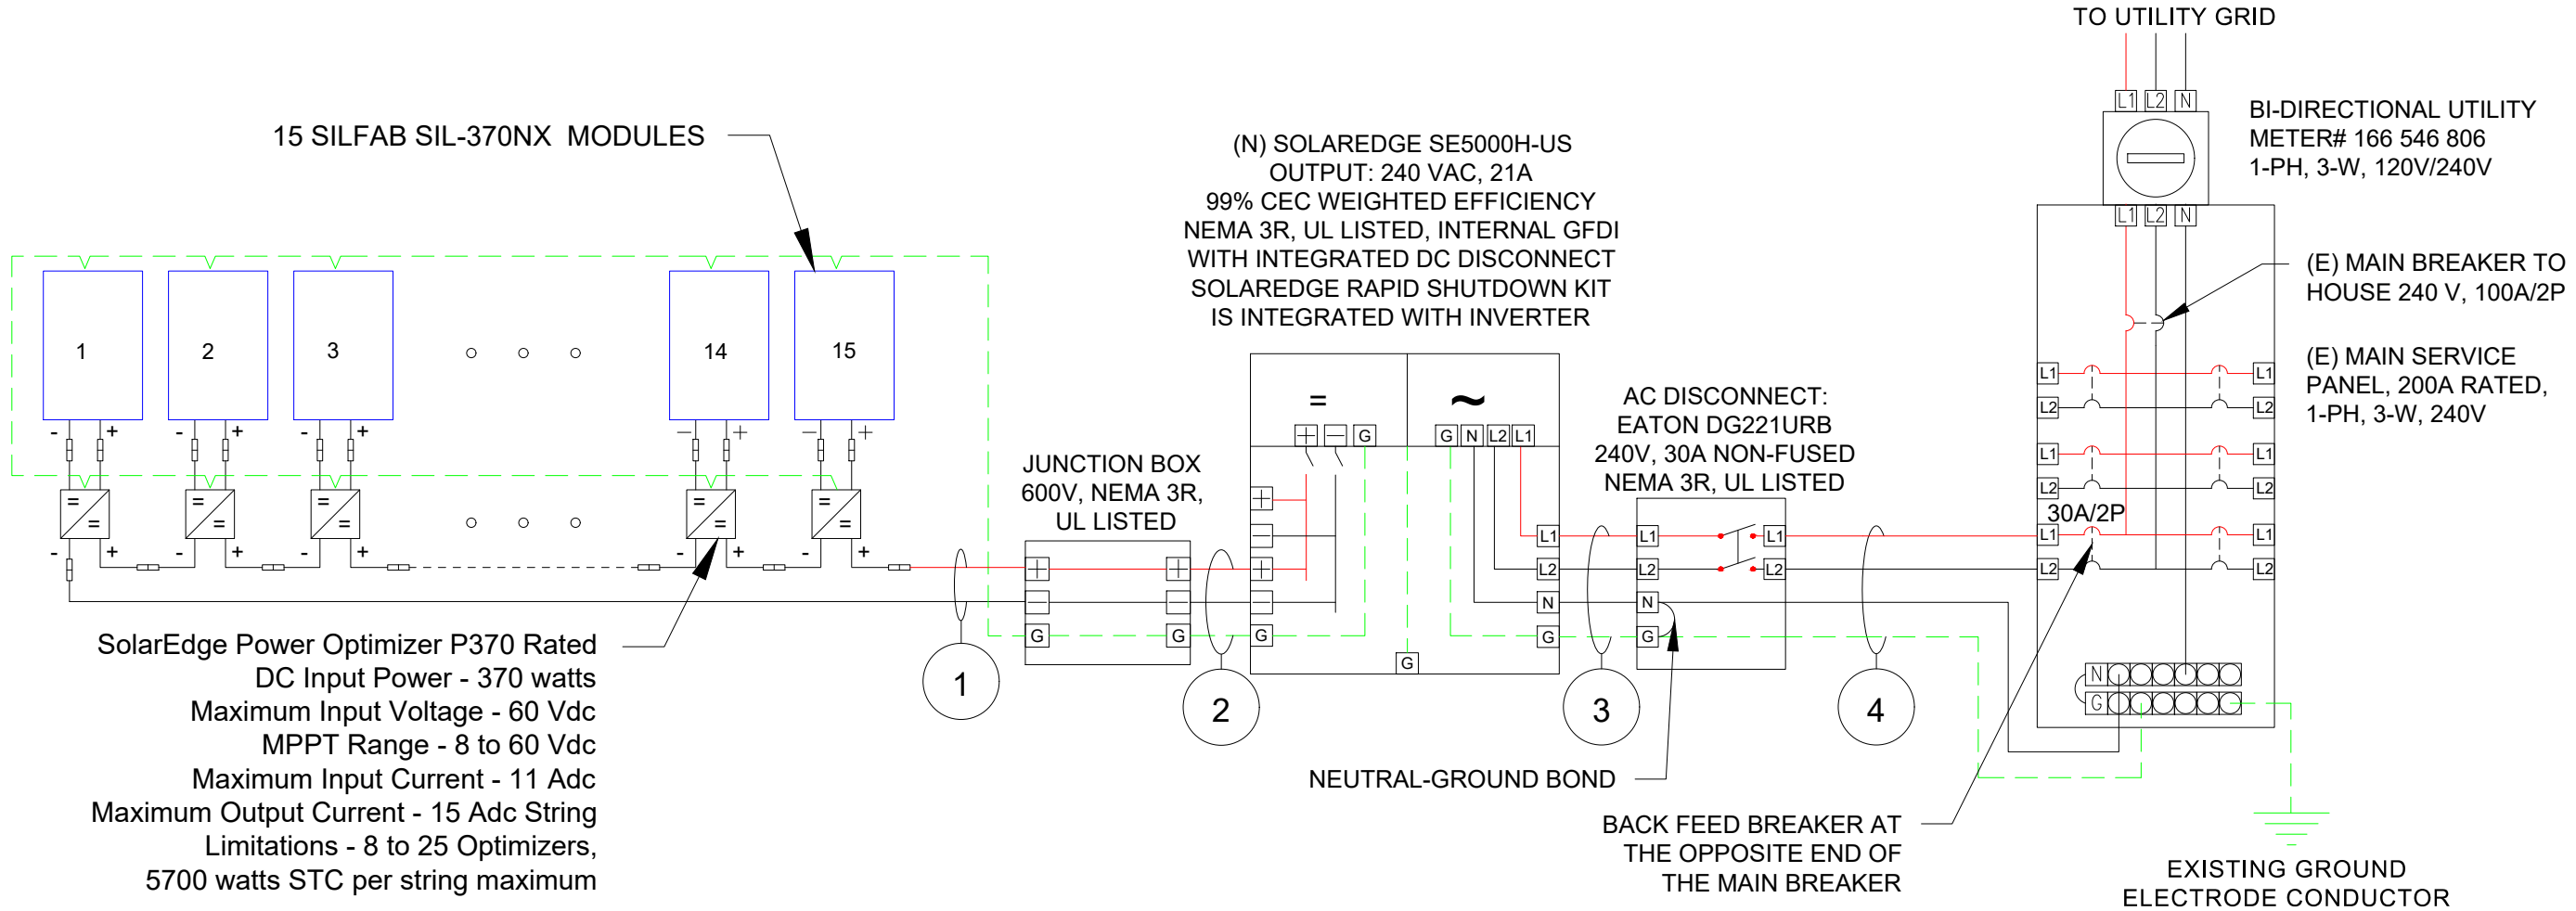 TO UTILITY GRID
L1 L2 N
BI-DIRECTIONAL UTILITY
METER# 166 546 806
1-PH, 3-W, 120V/240V
L1 L2 N
15 SILFAB SIL-370NX MODULES
(N) SOLAREDGE SE5000H-US
OUTPUT: 240 VAC, 21A
99% CEC WEIGHTED EFFICIENCY
NEMA 3R, UL LISTED, INTERNAL GFDI
WITH INTEGRATED DC DISCONNECT
SOLAREDGE RAPID SHUTDOWN KIT
IS INTEGRATED WITH INVERTER
(E) MAIN BREAKER TO
HOUSE 240 V, 100A/2P
(E) MAIN SERVICE
PANEL, 200A RATED,
1-PH, 3-W, 240V
1 2 3 14 15
- + - + - + - + - +
= = = = = = = = = =
- + - + - + - + - +
JUNCTION BOX
600V, NEMA 3R,
UL LISTED
+ +
- -
G G
= ~
+ - G G N L2 L1
+
-
+
-
G
G
L1
L2
N
G
AC DISCONNECT:
EATON DG221URB
240V, 30A NON-FUSED
NEMA 3R, UL LISTED
L1 L1
L2 L2
N
G
L1 L1
L2 L2
L1 L1
L2 L2
30A/2P
L1 L1
L2 L2
N
G
1
2
3
4
SolarEdge Power Optimizer P370 Rated
DC Input Power - 370 watts
Maximum Input Voltage - 60 Vdc
MPPT Range - 8 to 60 Vdc
Maximum Input Current - 11 Adc
Maximum Output Current - 15 Adc String
Limitations - 8 to 25 Optimizers,
5700 watts STC per string maximum
NEUTRAL-GROUND BOND
BACK FEED BREAKER AT
THE OPPOSITE END OF
THE MAIN BREAKER
EXISTING GROUND
ELECTRODE CONDUCTOR